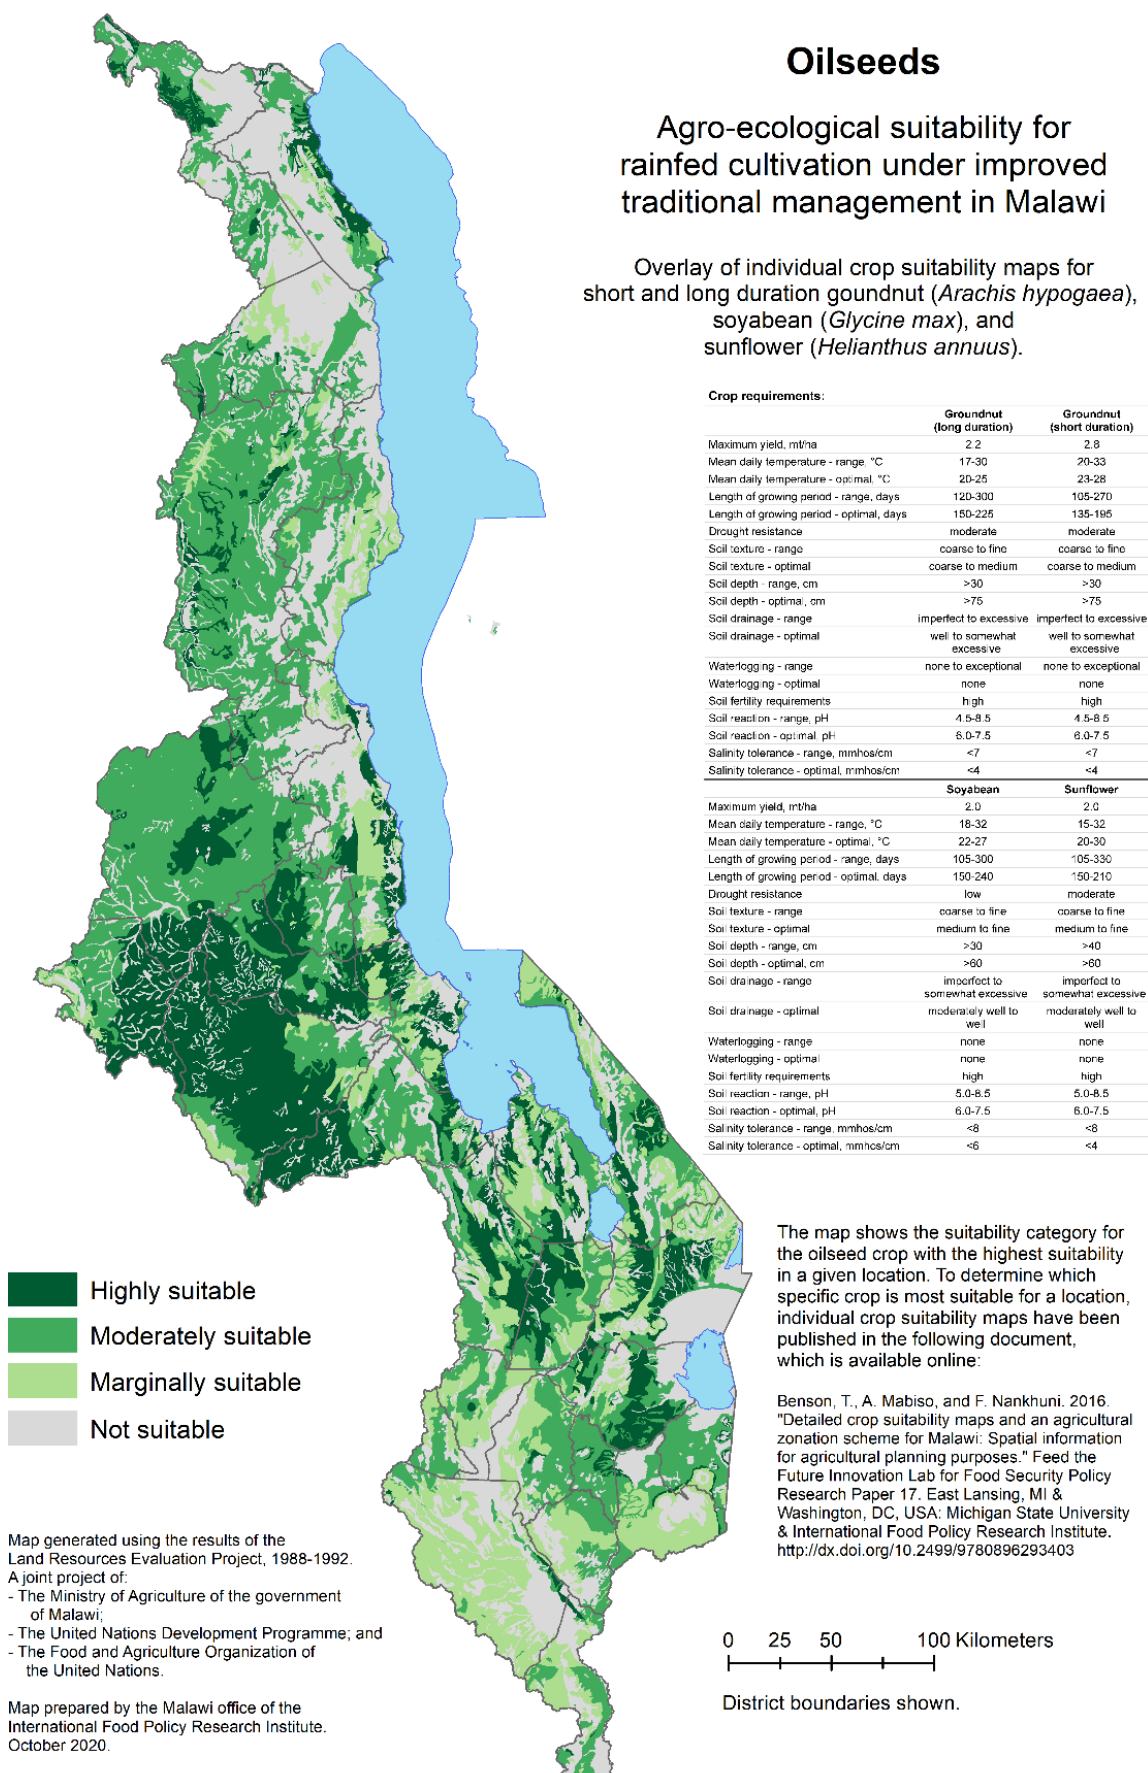 Oilseeds
Agro-ecological suitability for
rainfed cultivation under improved
traditional management in Malawi
Overlay of individual crop suitability maps for
short and long duration goundnut (Arachis hypogaea),
soyabean (Glycine max), and
sunflower (Helianthus annuus).
Crop requirements:
Groundnut (long duration) Groundnut (short duration)
Maximum yield, mt/ha 2.2 2.8
Mean daily temperature - range, °C 17-30 20-33
Mean daily temperature - optimal, °C 20-25 23-28
Length of growing period - range, days 120-300 105-270
Length of growing period - optimal, days 150-225 135-195
Drought resistance moderate moderate
Soil texture - range coarse to fine coarse to fine
Soil texture - optimal coarse to medium coarse to medium
Soil depth - range, cm >30 >30
Soil depth - optimal, cm >75 >75
Soil drainage - range imperfect to excessive imperfect to excessive
Soil drainage - optimal well to somewhat excessive well to somewhat excessive
Waterlogging - range none to exceptional none to exceptional
Waterlogging - optimal none none
Soil fertility requirements high high
Soil reaction - range, pH 4.5-8.5 4.5-8.5
Soil reaction - optimal, pH 6.0-7.5 6.0-7.5
Salinity tolerance - range, mmhos/cm <7 <7
Salinity tolerance - optimal, mmhos/cm <4 <4
Soyabean Sunflower
Maximum yield, mt/ha 2.0 2.0
Mean daily temperature - range, °C 18-32 15-32
Mean daily temperature - optimal, °C 22-27 20-30
Length of growing period - range, days 105-300 105-330
Length of growing period - optimal, days 150-240 150-210
Drought resistance low moderate
Soil texture - range coarse to fine coarse to fine
Soil texture - optimal medium to fine medium to fine
Soil depth - range, cm >30 >40
Soil depth - optimal, cm >60 >60
Soil drainage - range imperfect to somewhat excessive imperfect to somewhat excessive
Soil drainage - optimal moderately well to well moderately well to well
Waterlogging - range none none
Waterlogging - optimal none none
Soil fertility requirements high high
Soil reaction - range, pH 5.0-8.5 5.0-8.5
Soil reaction - optimal, pH 6.0-7.5 6.0-7.5
Salinity tolerance - range, mmhos/cm <8 <8
Salinity tolerance - optimal, mmhos/cm <6 <4
The map shows the suitability category for
the oilseed crop with the highest suitability
in a given location. To determine which
specific crop is most suitable for a location,
individual crop suitability maps have been
published in the following document,
which is available online:
Benson, T., A. Mabiso, and F. Nankhuni. 2016.
"Detailed crop suitability maps and an agricultural
zonation scheme for Malawi: Spatial information
for agricultural planning purposes." Feed the
Future Innovation Lab for Food Security Policy
Research Paper 17. East Lansing, MI &
Washington, DC, USA: Michigan State University
& International Food Policy Research Institute.
http://dx.doi.org/10.2499/9780896293403
Highly suitable
Moderately suitable
Marginally suitable
Not suitable
Map generated using the results of the
Land Resources Evaluation Project, 1988-1992.
A joint project of:
- The Ministry of Agriculture of the government
of Malawi;
- The United Nations Development Programme; and
- The Food and Agriculture Organization of
the United Nations.
Map prepared by the Malawi office of the
International Food Policy Research Institute.
October 2020.
0 25 50 100 Kilometers
District boundaries shown.